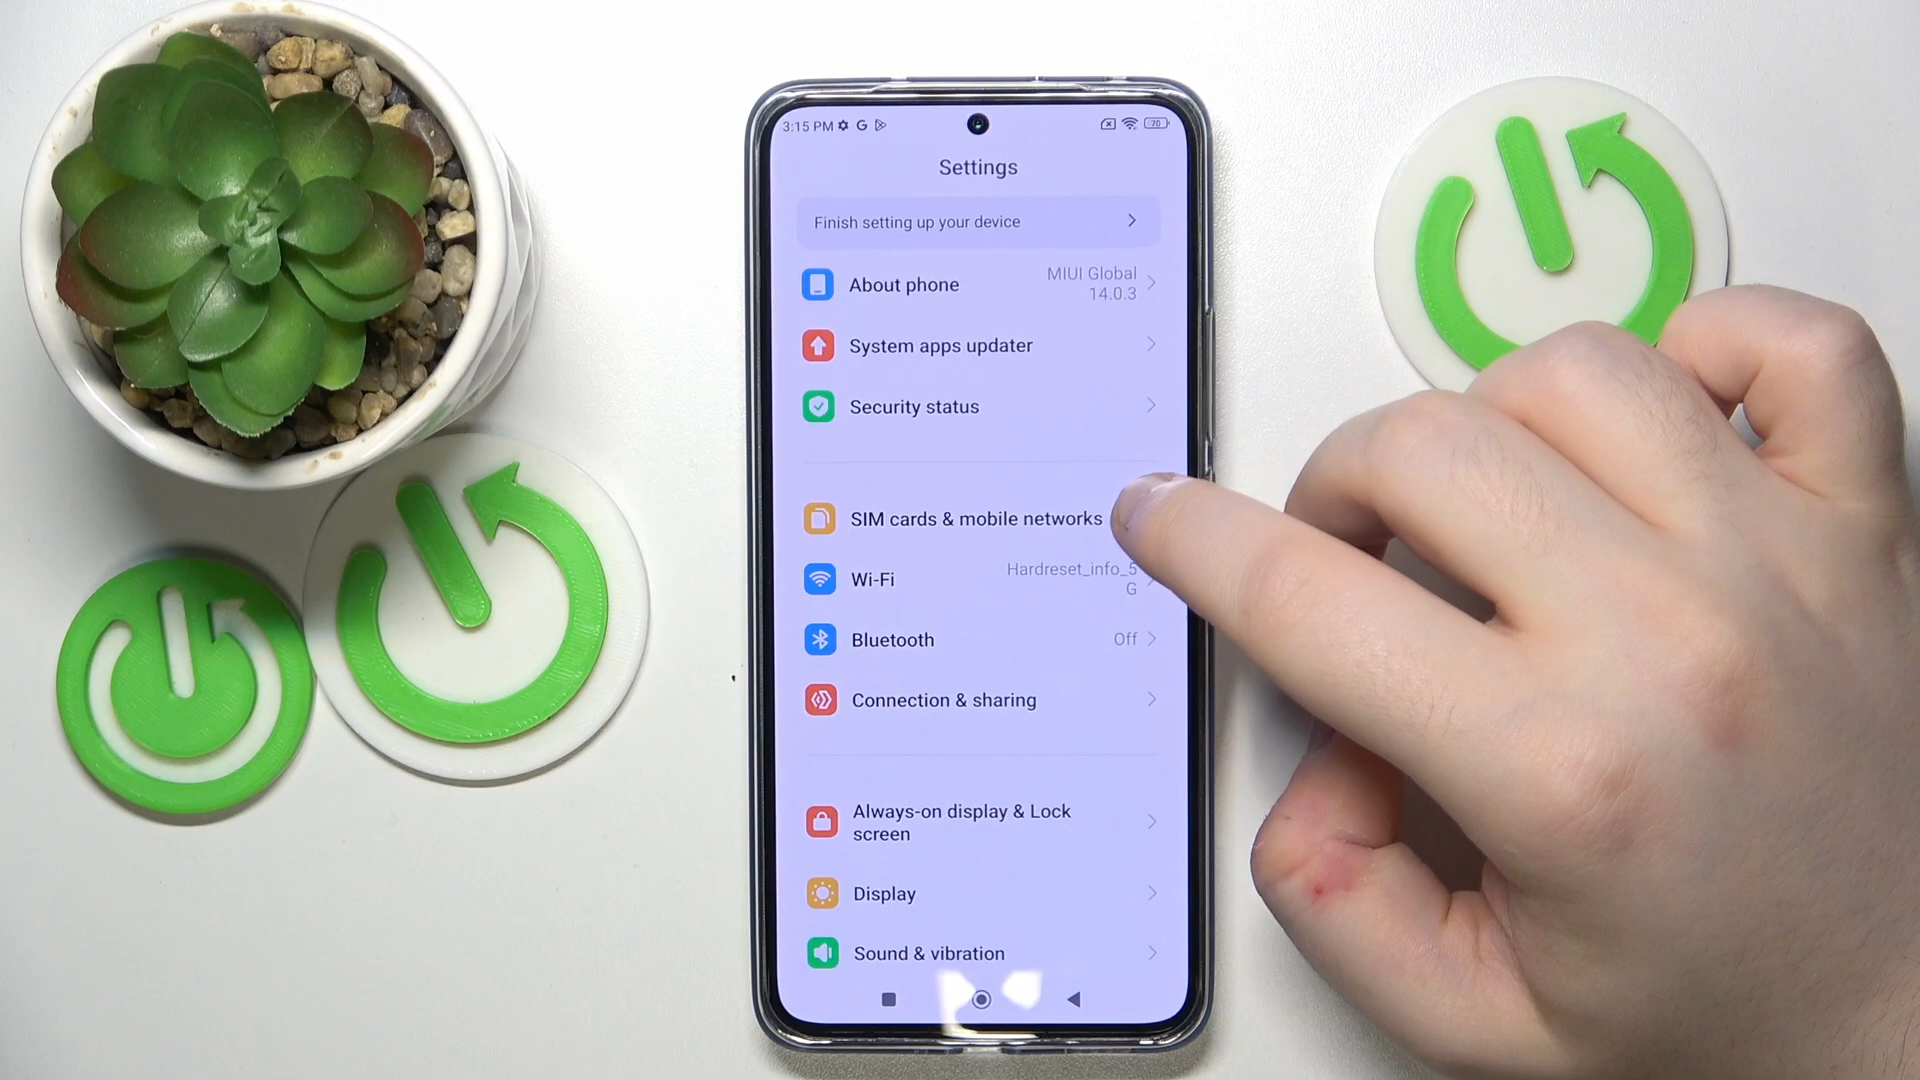 3:15 PM
70
Settings
Finish setting up your device
About phone
MIUI Global
14.0.3
System apps updater
Security status
SIM cards & mobile networks
Wi-Fi
Hardreset_info_5
G
Bluetooth
Off
Connection & sharing
Always-on display & Lock
screen
Display
Sound & vibration